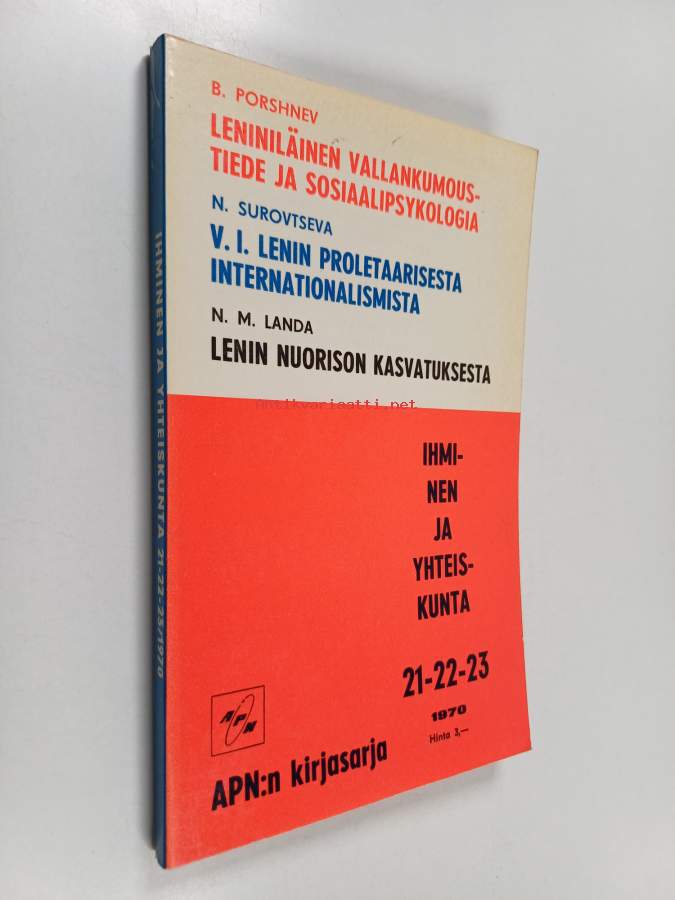 B. PORSHNEV
LENINILÄINEN VALLANKUMOUS-
TIEDE JA SOSIAALIPSYKOLOGIA
N. SUROVTSEVA
V. I. LENIN PROLETAARISESTA
INTERNATIONALISMISTA
N. M. LANDA
LENIN NUORISON KASVATUKSESTA
antikvariaatti.net
IHMI-
NEN
JA
YHTEIS-
KUNTA
21-22-23
1970
Hinta 3,—
APN
APN:n kirjasarja
IHMINEN JA YHTEISKUNTA 21-22-23/1970